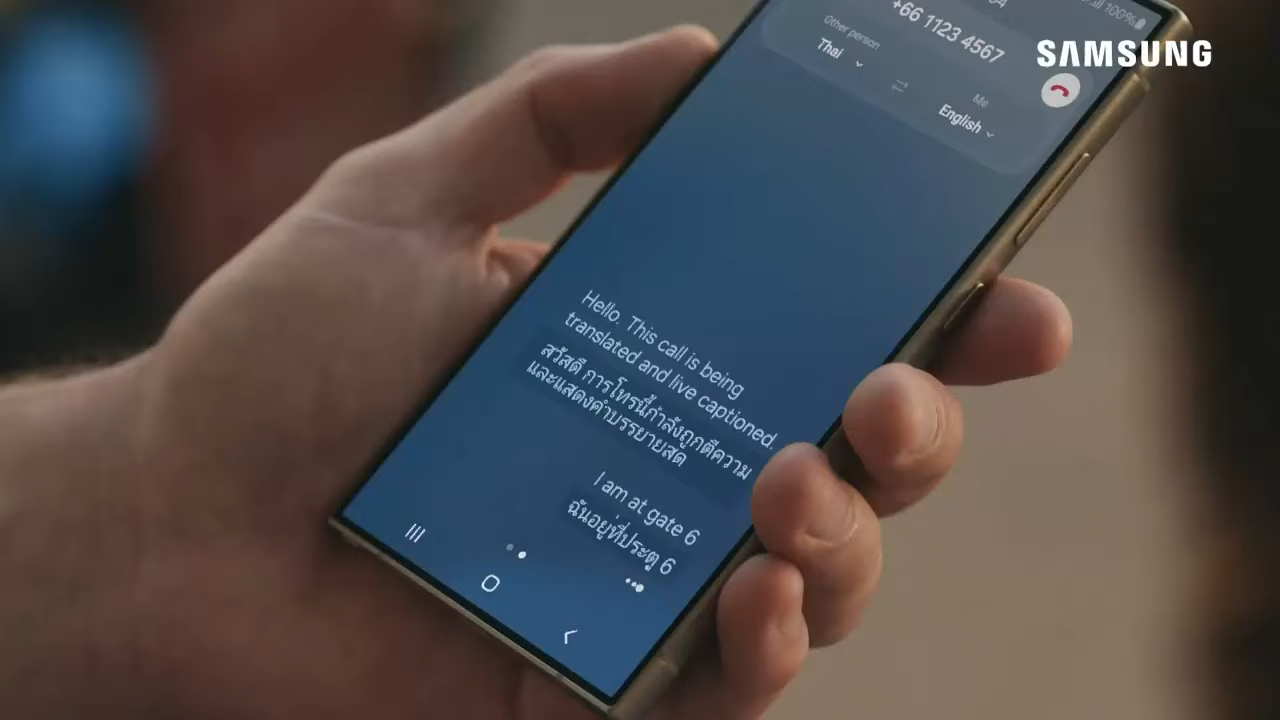 100%
SAMSUNG
+66 1123 4567
Other person
Thai
Me
English
Hello. This call is being
translated and live captioned.
สวัสดี การโทรนี้กำลังถูกตีความ
และแสดงคำบรรยายสด
I am at gate 6
ฉันอยู่ที่ประตู 6